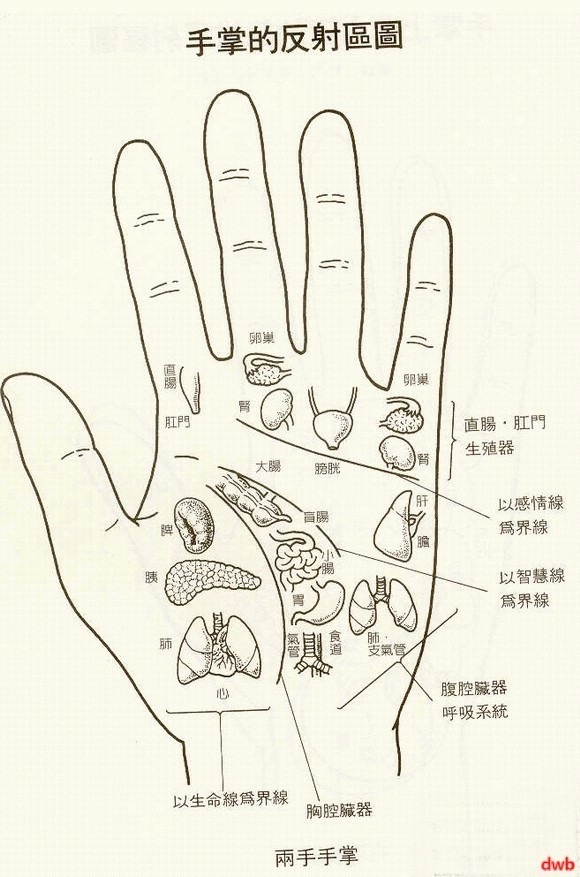 手掌的反射區圖
卵巢
直腸
肛門
腎
卵巢
直腸・肛門
生殖器
大腸
膀胱
腎
盲腸
肝
膽
以感情線
爲界線
脾
小腸
胰
胃
以智慧線
爲界線
肺
氣管
食道
肺・
支氣管
心
腹腔臟器
呼吸系統
以生命線爲界線
胸腔臟器
兩手手掌
dwb